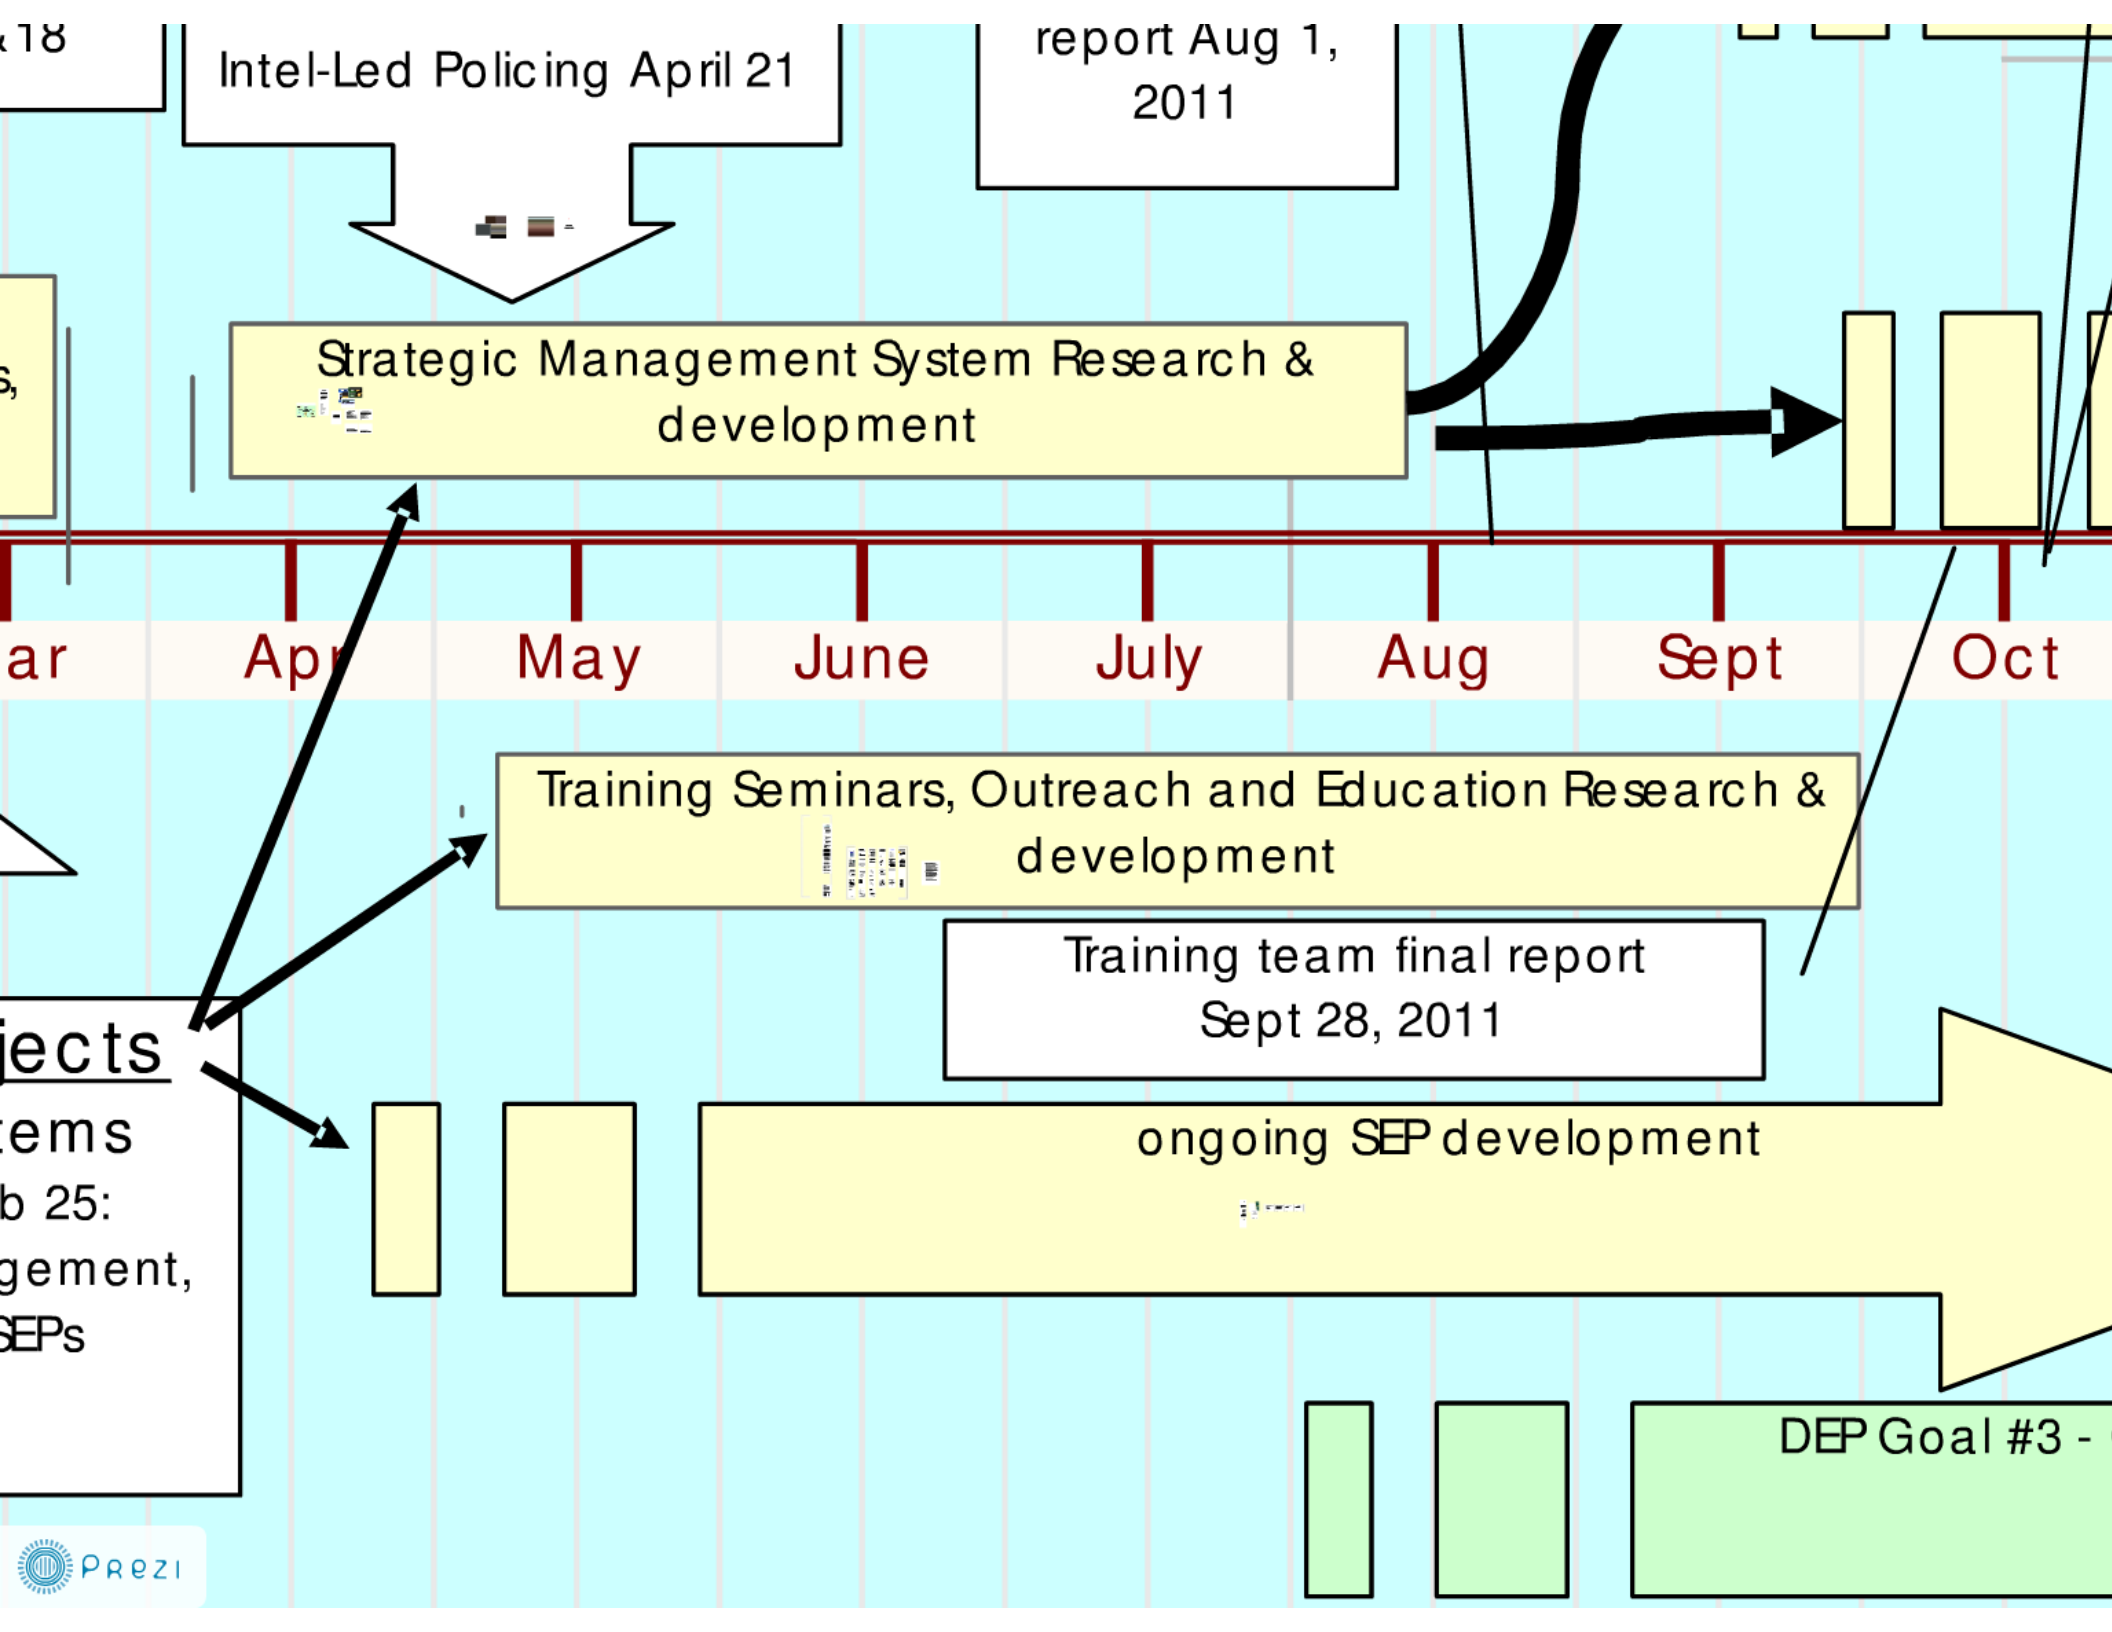 18
Intel-Led Policing April 21
report Aug 1,
2011
Strategic Management System Research &
development
Apr May June July Aug Sept Oct
Training Seminars, Outreach and Education Research &
development
Training team final report
Sept 28, 2011
jects
tems
b 25:
gement,
SEPs
ongoing SEP development
DEP Goal #3 -
Prezi